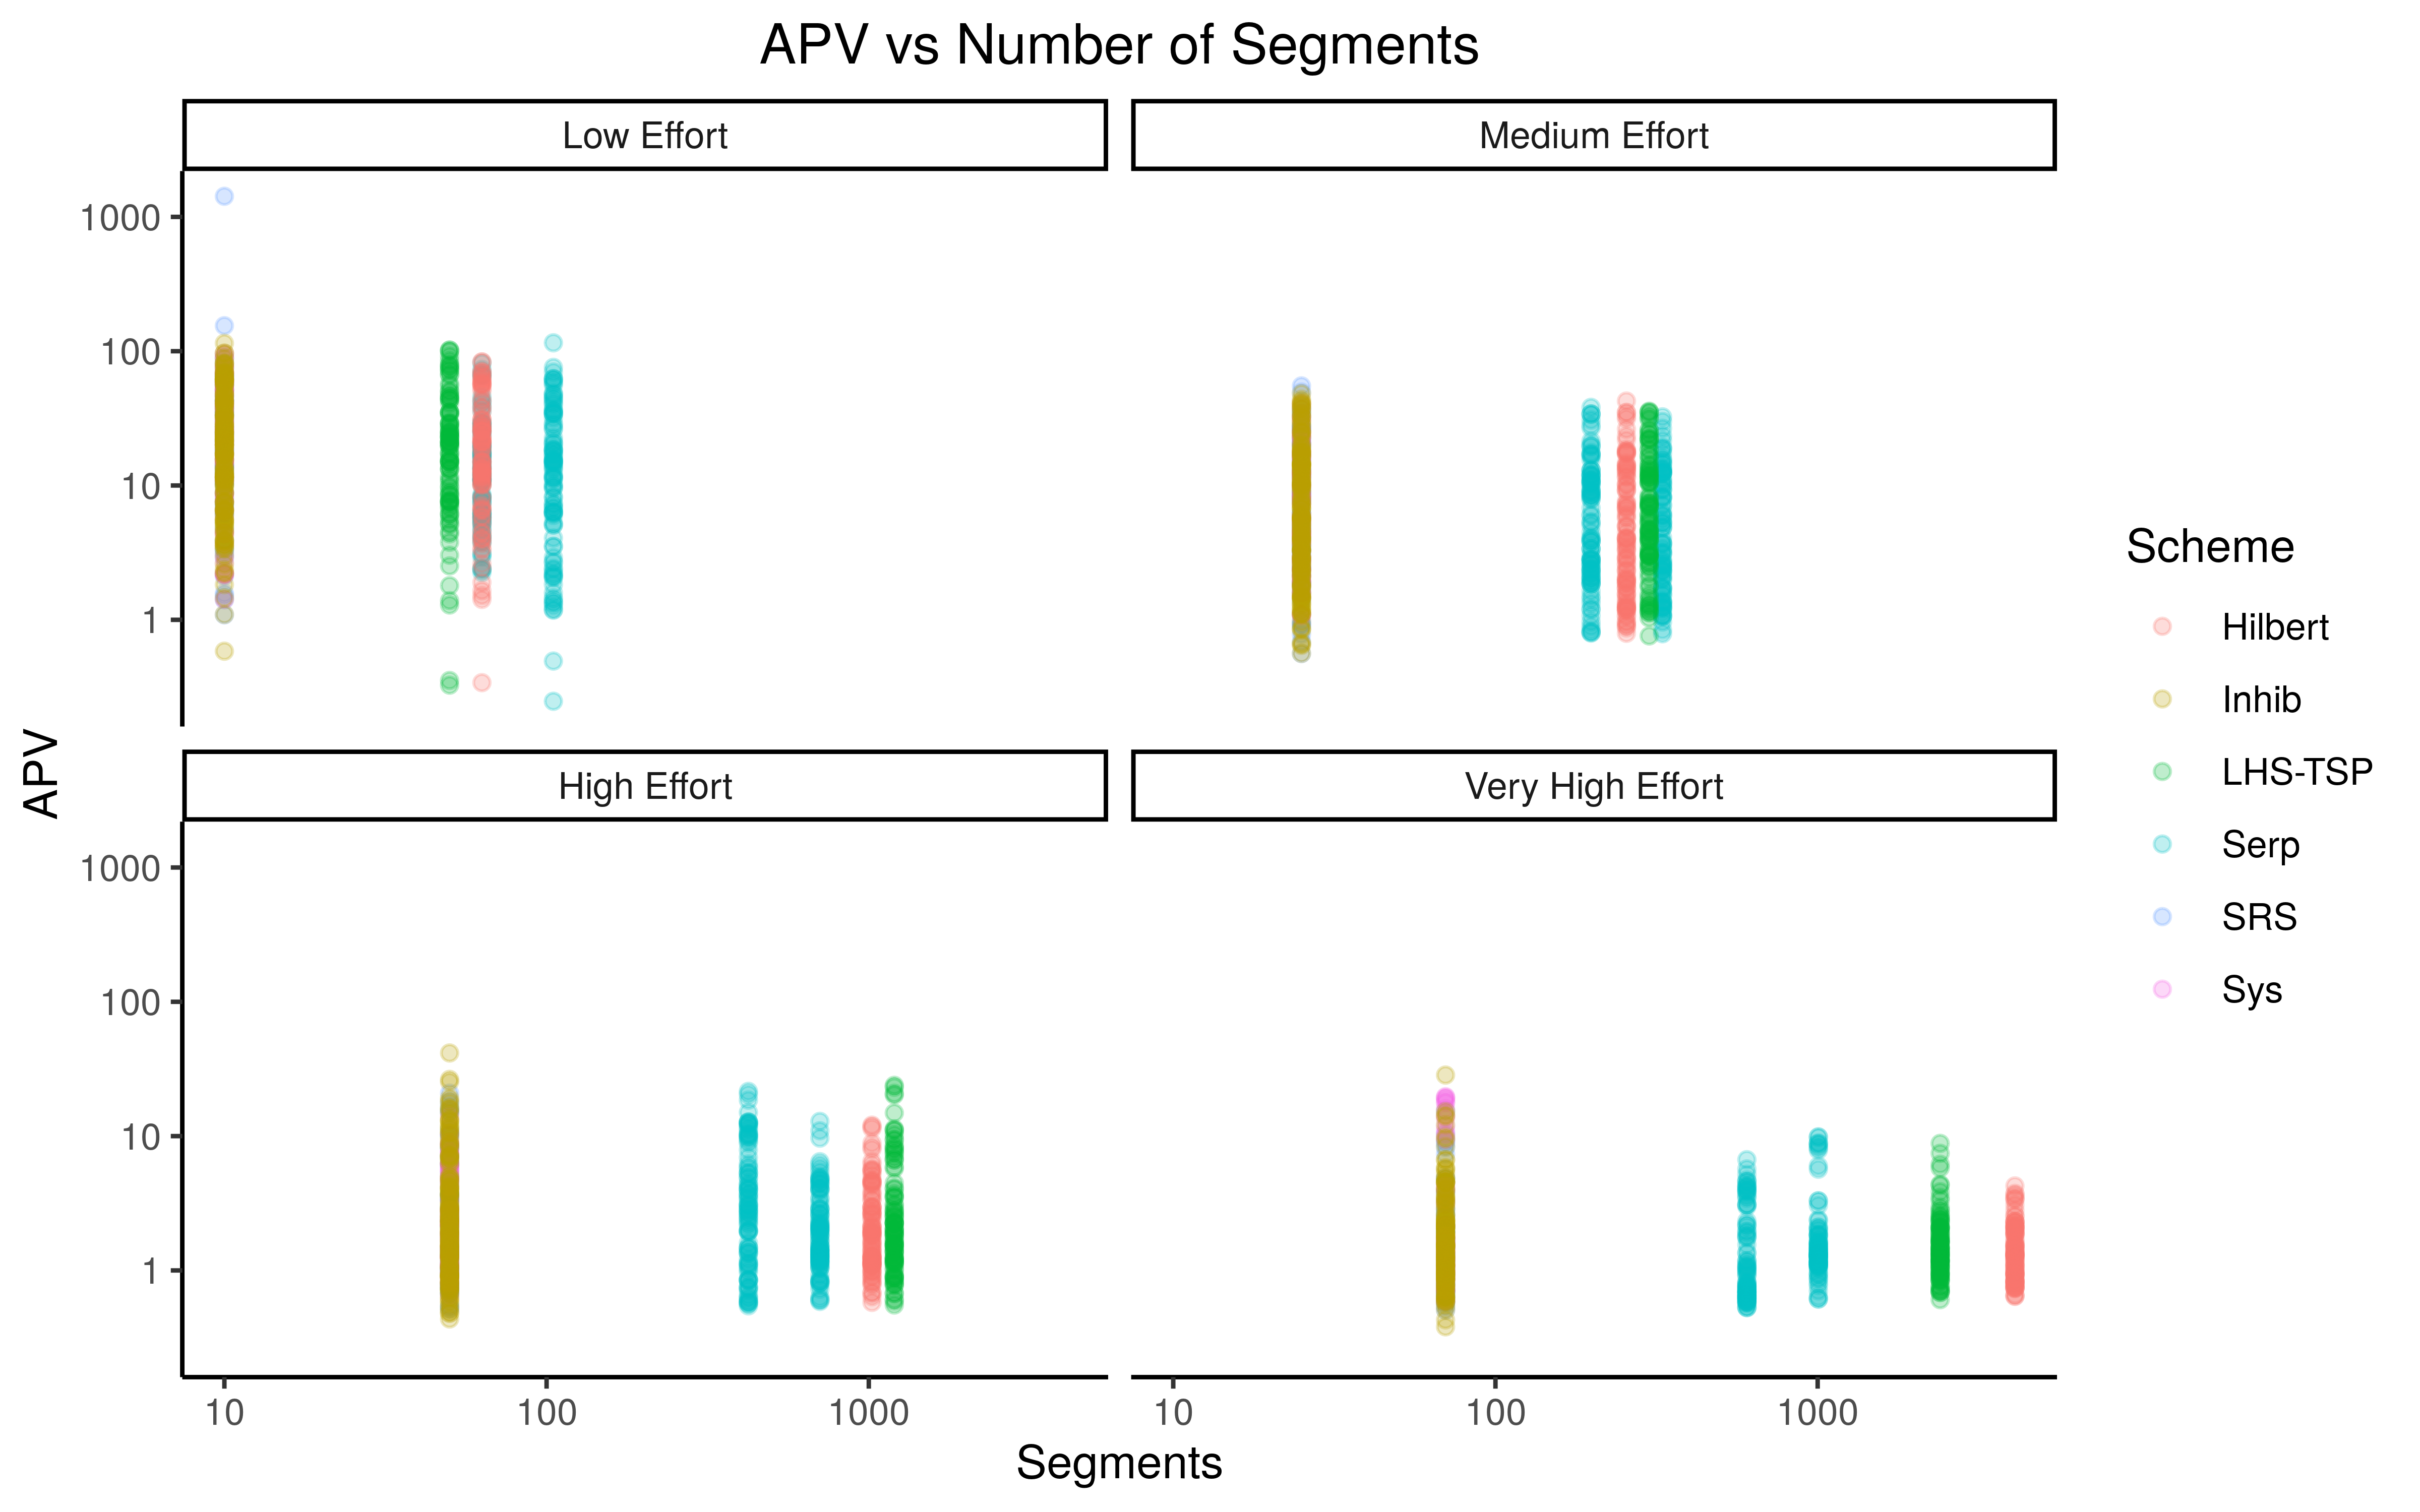 APV vs Number of Segments
Low Effort
Medium Effort
1000
100
10
1
High Effort
Very High Effort
1000
100
10
1
10
100
1000
10
100
1000
Segments
APV
Scheme
Hilbert
Inhib
LHS-TSP
Serp
SRS
Sys